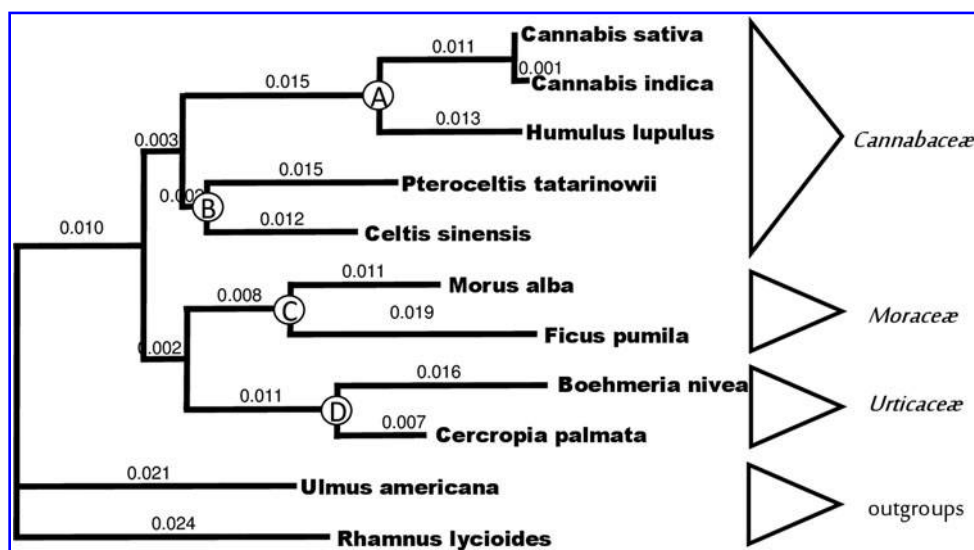 Cannabis sativa
0.011
0.001
Cannabis indica
0.015
A
0.013
Humulus lupulus
Cannabaceæ
0.003
0.015
Pteroceltis tatarinowii
B
0.012
Celtis sinensis
0.010
0.011
Morus alba
0.008
C
0.019
Ficus pumila
Moraceæ
0.002
0.016
Boehmeria nivea
0.011
D
0.007
Cercropia palmata
Urticaceæ
0.021
Ulmus americana
outgroups
0.024
Rhamnus lycioides